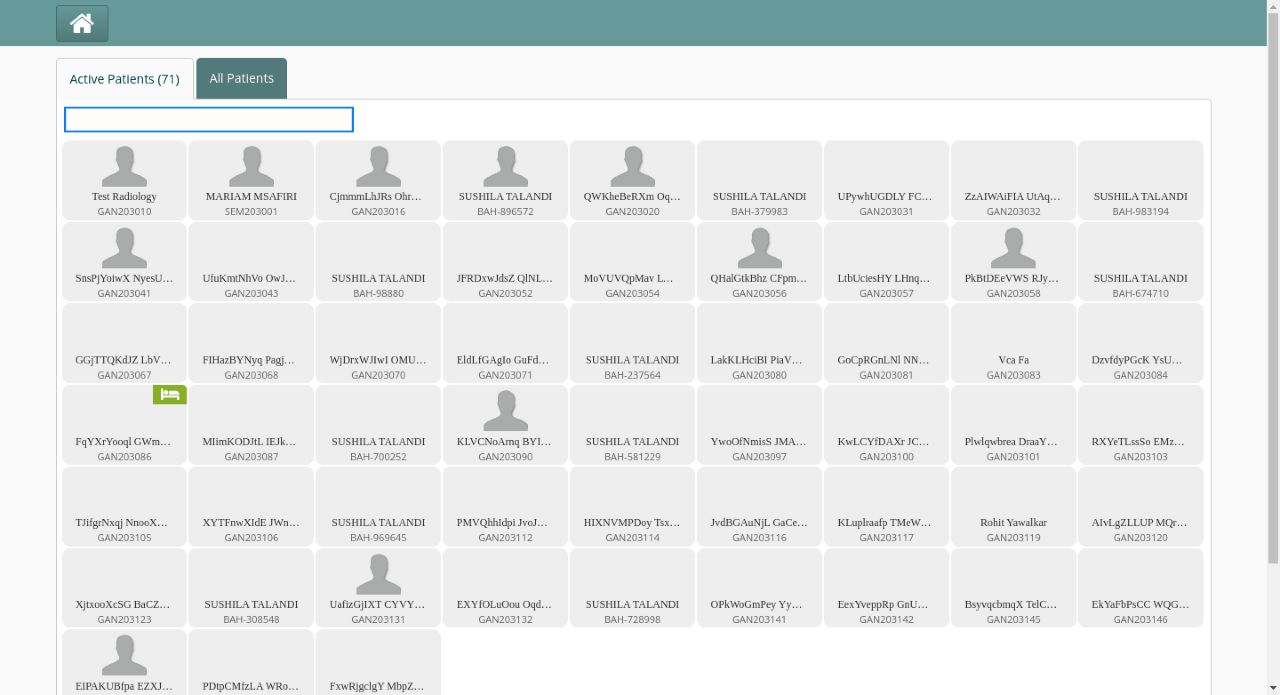 Active Patients (71)
All Patients
Test Radiology
GAN203010
MARIAM MSAFIRI
SEM203001
CjmmmLhJRs Ohr…
GAN203016
SUSHILA TALANDI
BAH-896572
QWKheBeRXm Oq…
GAN203020
SUSHILA TALANDI
BAH-379983
UPywhUGDLY FC…
GAN203031
ZzAIWAiFIA UtAq…
GAN203032
SUSHILA TALANDI
BAH-983194
SnsPjYoiwX NyesU…
GAN203041
UfuKmtNhVo OwJ…
GAN203043
SUSHILA TALANDI
BAH-98880
JFRDxwJdsZ QlNL…
GAN203052
MoVUVQpMav L…
GAN203054
QHalGtkBhz CFpm…
GAN203056
LtbUciesHY LHnq…
GAN203057
PkBtDEeVWS RJy…
GAN203058
SUSHILA TALANDI
BAH-674710
GGjTTQKdJZ LbV…
GAN203067
FIHazBYNyq Pagj…
GAN203068
WjDrxWJIwI OMU…
GAN203070
EldLfGAgIo GuFd…
GAN203071
SUSHILA TALANDI
BAH-237564
LakKLHciBI PiaV…
GAN203080
GoCpRGnLNl NN…
GAN203081
Vca Fa
GAN203083
DzvfdyPGcK YsU…
GAN203084
FqYXrYooql GWm…
GAN203086
MIimKODJtL IEJk…
GAN203087
SUSHILA TALANDI
BAH-700252
KLVCNoArnq BYI…
GAN203090
SUSHILA TALANDI
BAH-581229
YwoOfNmisS JMA…
GAN203097
KwLCYfDAXr JC…
GAN203100
Plwlqwbrea DraaY…
GAN203101
RXYeTLssSo EMz…
GAN203103
TJifgrNxqj NnooX…
GAN203105
XYTFnwXIdE JWn…
GAN203106
SUSHILA TALANDI
BAH-969645
PMVQhhIdpi JvoJ…
GAN203112
HIXNVMPDoy Tsx…
GAN203114
JvdBGAuNjL GaCe…
GAN203116
KLuplraafp TMeW…
GAN203117
Rohit Yawalkar
GAN203119
AIvLgZLLUP MQr…
GAN203120
XjtxooXcSG BaCZ…
GAN203123
SUSHILA TALANDI
BAH-308548
UafizGjIXT CYVY…
GAN203131
EXYfOLuOou Oqd…
GAN203132
SUSHILA TALANDI
BAH-728998
OPkWoGmPey Yy…
GAN203141
EexYveppRp GnU…
GAN203142
BsyvqcbmqX TelC…
GAN203145
EkYaFbPsCC WQG…
GAN203146
EIPAKUBfpa EZXJ…
PDtpCMfzLA WRo…
FxwRjgclgY MbpZ…